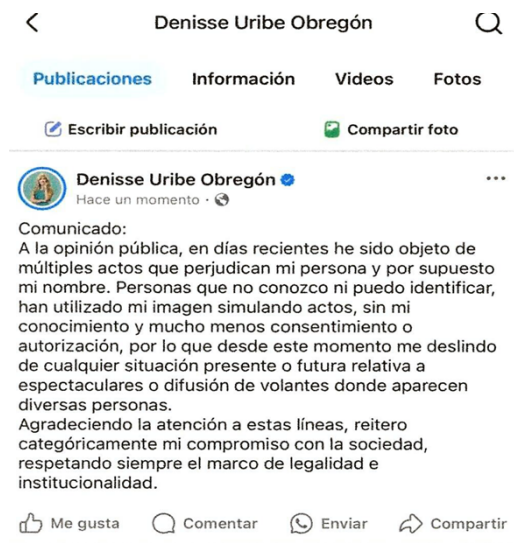 Denisse Uribe Obregón
Publicaciones Información Videos Fotos
Escribir publicación Compartir foto
Denisse Uribe Obregón
Hace un momento ·
Comunicado:
A la opinión pública, en días recientes he sido objeto de
múltiples actos que perjudican mi persona y por supuesto
mi nombre. Personas que no conozco ni puedo identificar,
han utilizado mi imagen simulando actos, sin mi
conocimiento y mucho menos consentimiento o
autorización, por lo que desde este momento me deslindo
de cualquier situación presente o futura relativa a
espectaculares o difusión de volantes donde aparecen
diversas personas.
Agradeciendo la atención a estas líneas, reitero
categóricamente mi compromiso con la sociedad,
respetando siempre el marco de legalidad e
institucionalidad.
Me gusta Comentar Enviar Compartir